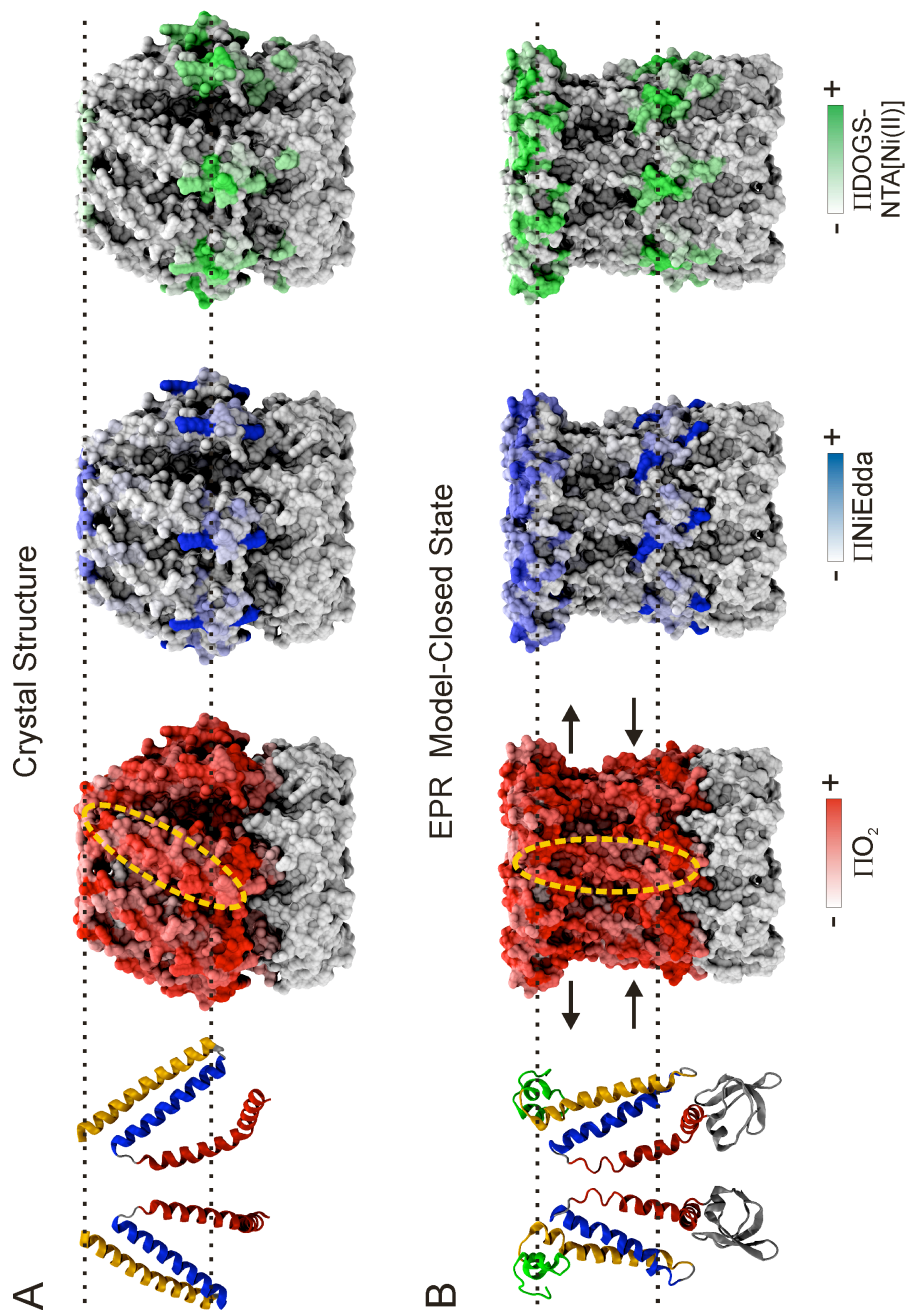 A
Crystal Structure
B
EPR Model-Closed State
- +
ΠO2
- +
ΠNiEdda
- +
ΠDOGS-
NTA[Ni(II)]